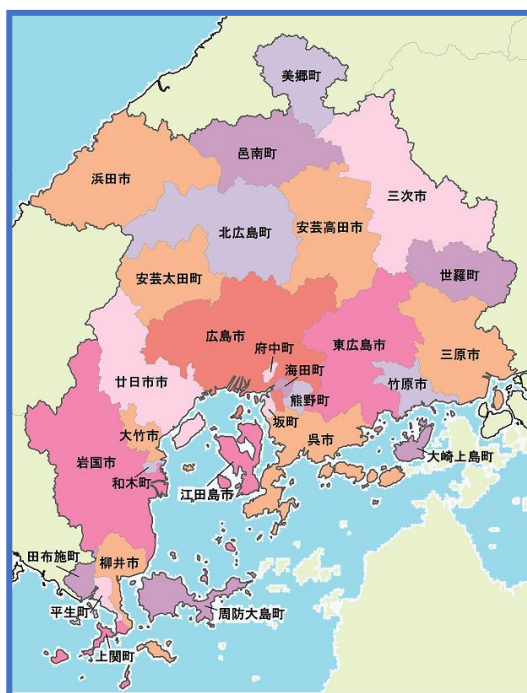 美郷町
邑南町
浜田市
三次市
北広島町
安芸高田市
安芸太田町
世羅町
広島市
府中町
海田町
東広島市
三原市
廿日市市
熊野町
竹原市
坂町
大竹市
呉市
岩国市
大崎上島町
和木町
江田島市
田布施町
柳井市
平生町
周防大島町
上関町